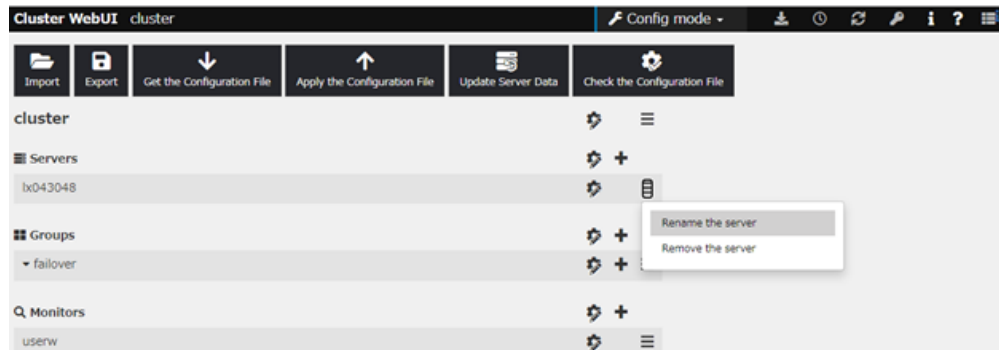 Cluster WebUI cluster Config mode
Import Export Get the Configuration File Apply the Configuration File Update Server Data Check the Configuration File
cluster
Servers
lx043048
Rename the server
Remove the server
Groups
failover
Monitors
userw